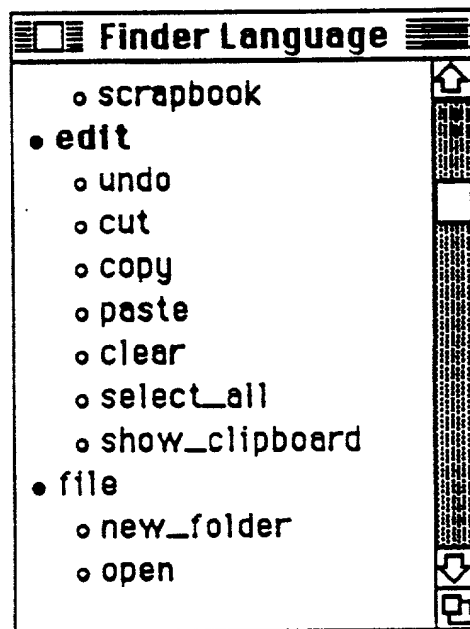 Finder Language
scrapbook
edit
undo
cut
copy
paste
clear
select_all
show_clipboard
file
new_folder
open